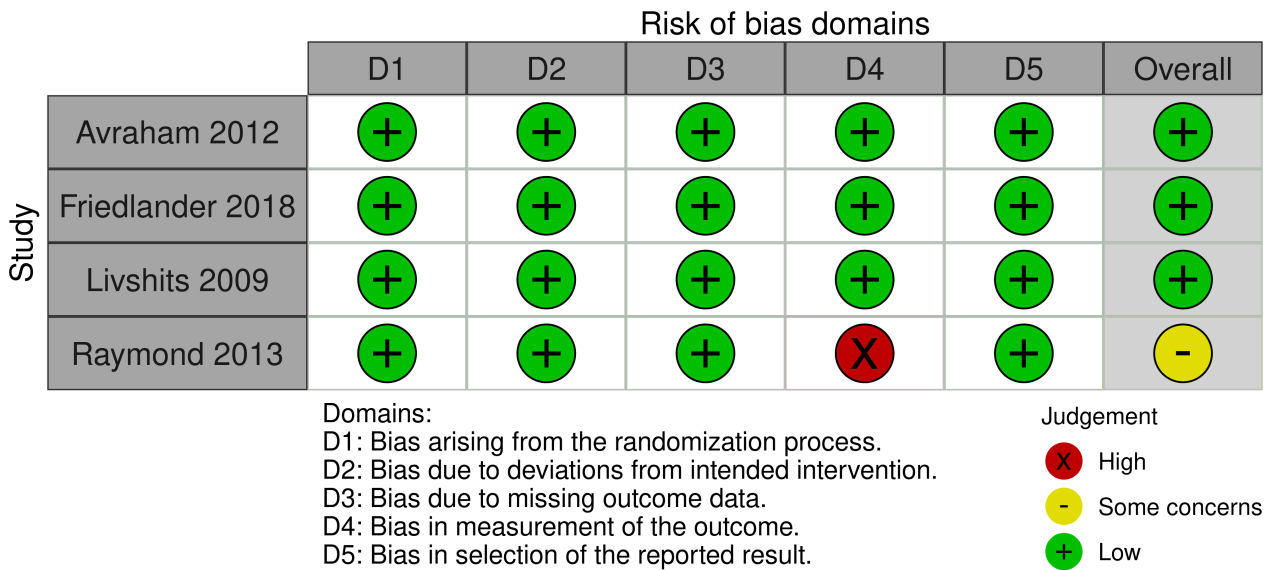 Risk of bias domains
D1 D2 D3 D4 D5 Overall
Study
Avraham 2012 + + + + + +
Friedlander 2018 + + + + + +
Livshits 2009 + + + + + +
Raymond 2013 + + + X + -
Domains:
D1: Bias arising from the randomization process.
D2: Bias due to deviations from intended intervention.
D3: Bias due to missing outcome data.
D4: Bias in measurement of the outcome.
D5: Bias in selection of the reported result.
Judgement
X High
- Some concerns
+ Low